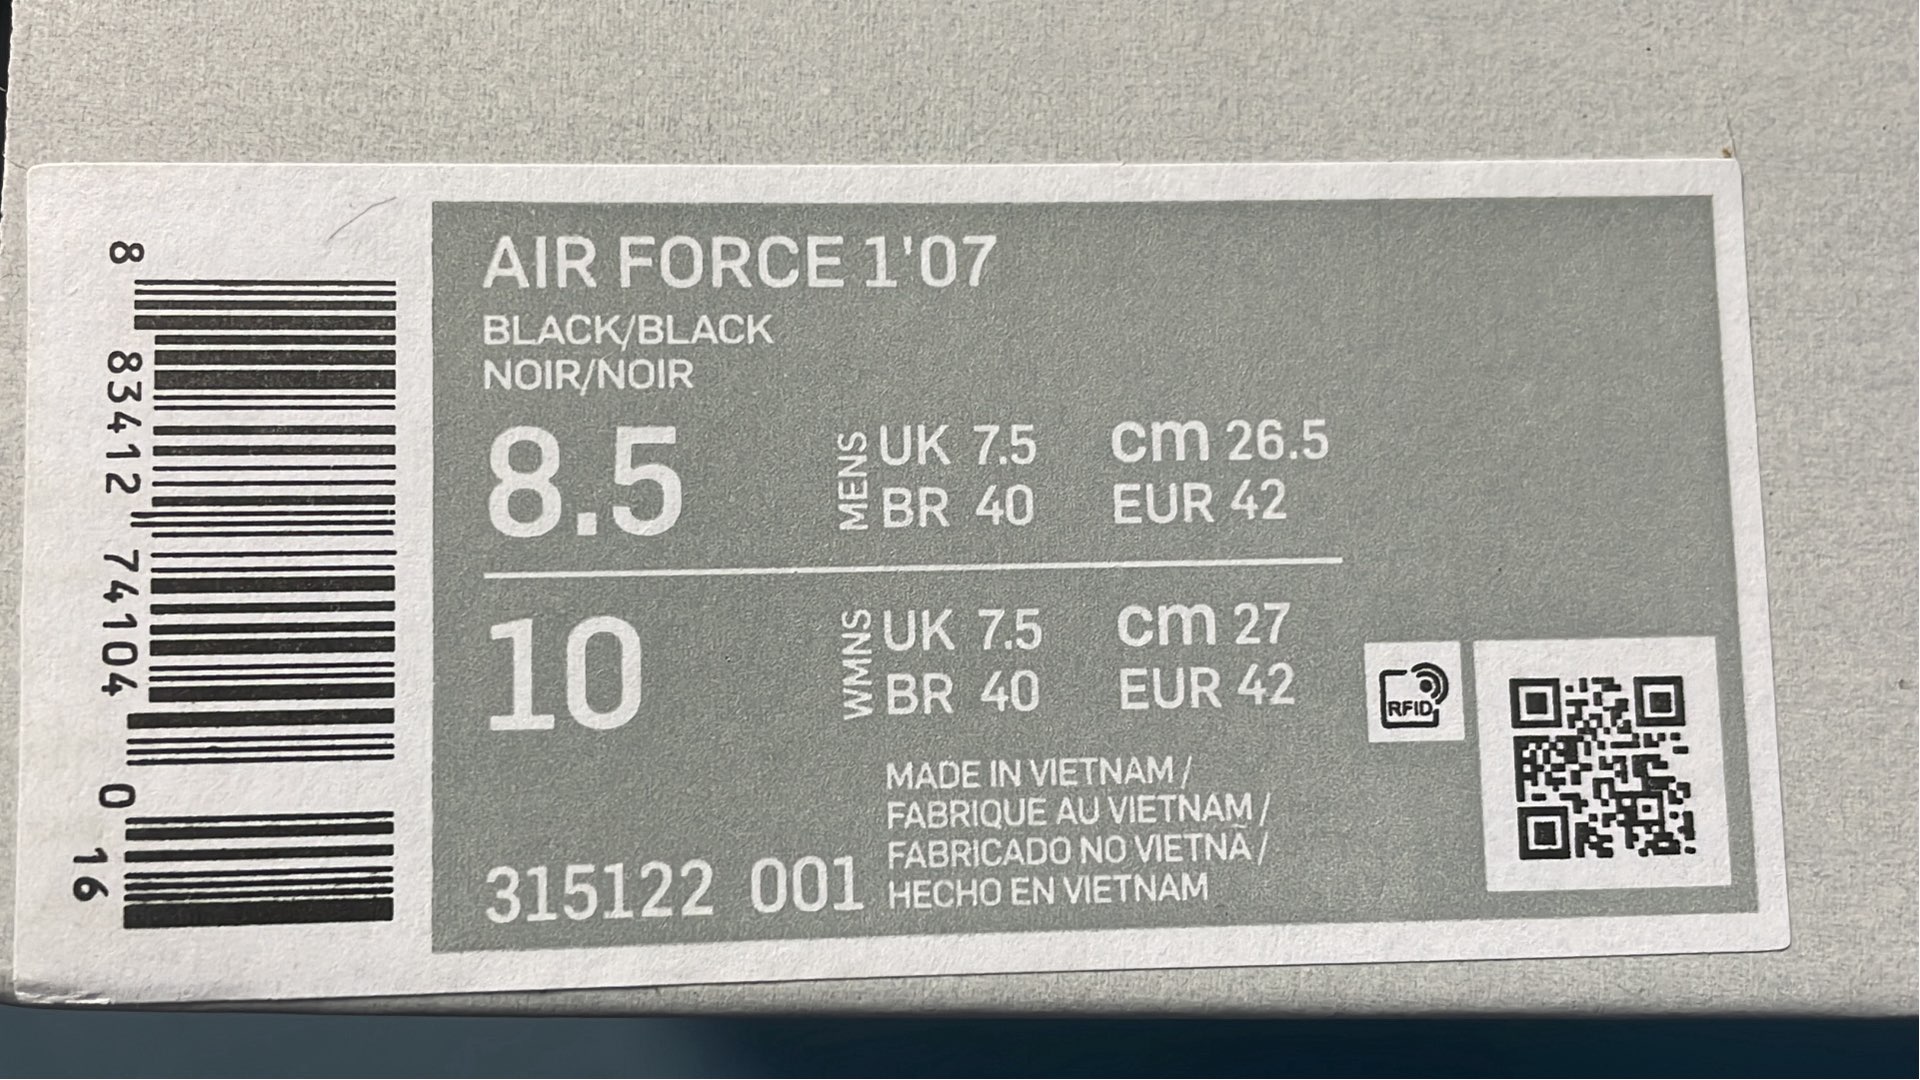 8 83412 74104 0 16
AIR FORCE 1'07
BLACK/BLACK
NOIR/NOIR
8.5 MENS UK 7.5 cm 26.5
BR 40 EUR 42
10 WMNS UK 7.5 cm 27
BR 40 EUR 42
RFID
MADE IN VIETNAM /
FABRIQUE AU VIETNAM /
FABRICADO NO VIETNÃ /
315122 001 HECHO EN VIETNAM